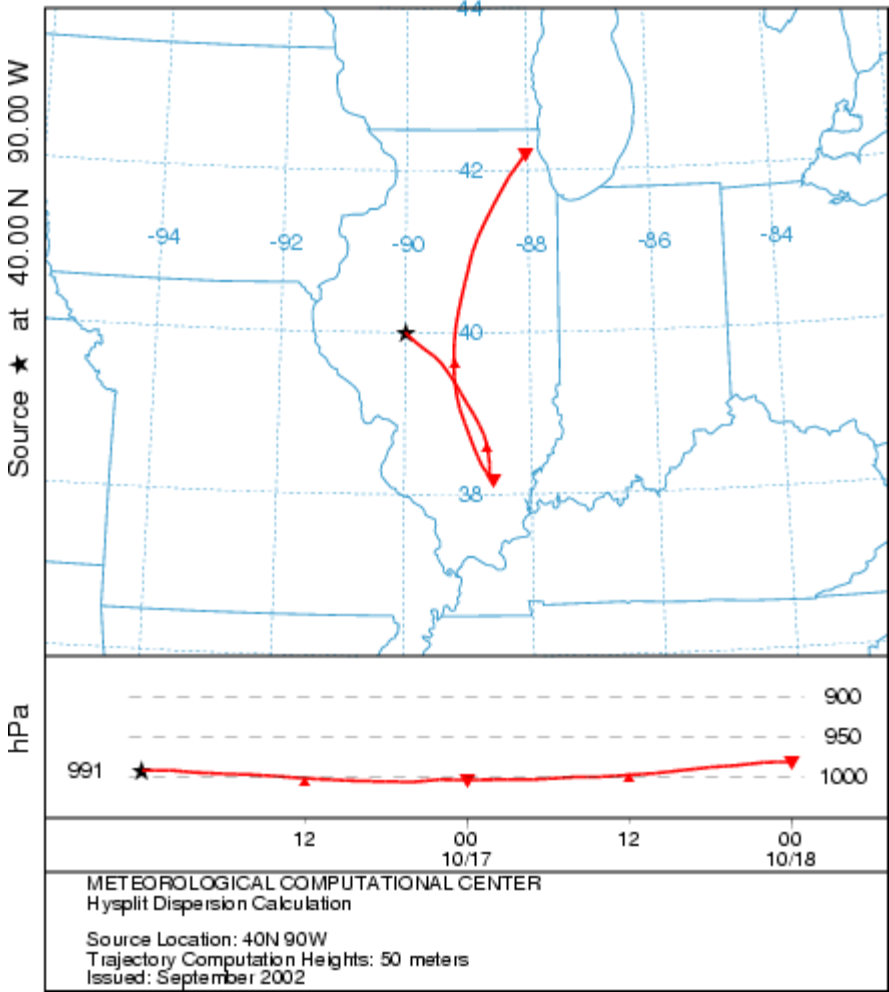 Source ★ at 40.00 N 90.00 W
44
42
-94
-92
-90
-88
-86
-84
40
38
hPa
900
950
991
1000
12 00 12 00
10/17 10/18
METEOROLOGICAL COMPUTATIONAL CENTER
Hysplit Dispersion Calculation
Source Location: 40N 90W
Trajectory Computation Heights: 50 meters
Issued: September 2002